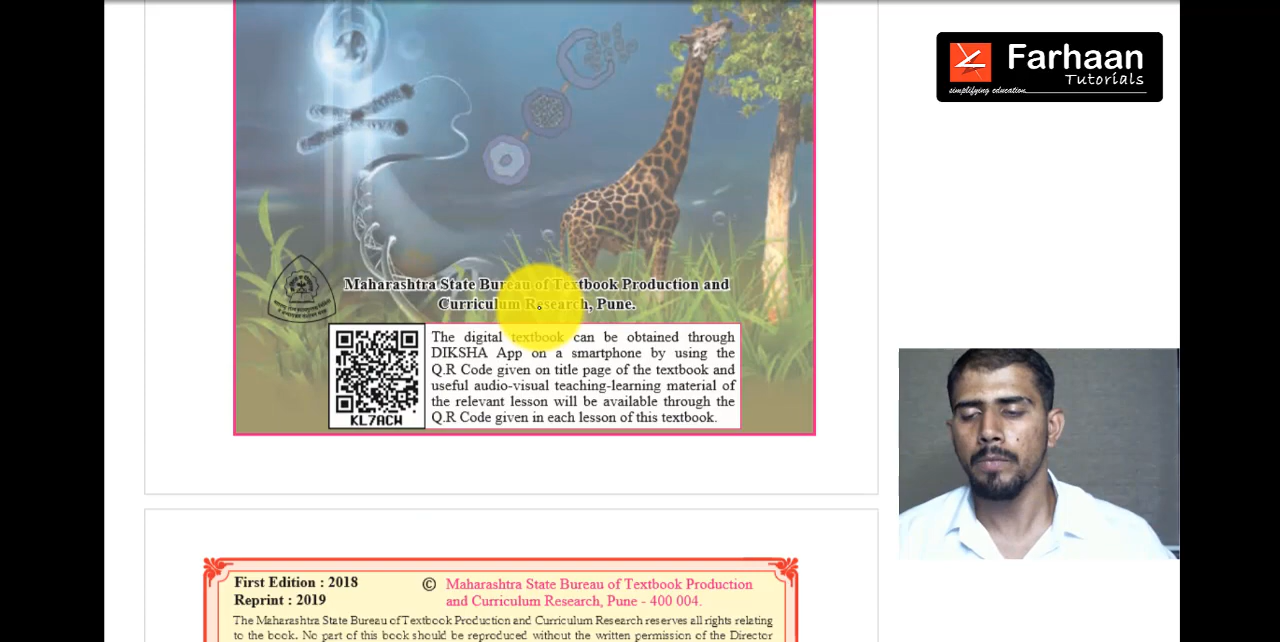 Farhaan
Tutorials
simplifying education
Maharashtra State Bureau of Textbook Production and
Curriculum Research, Pune.
The digital textbook can be obtained through
DIKSHA App on a smartphone by using the
Q.R Code given on title page of the textbook and
useful audio-visual teaching-learning material of
the relevant lesson will be available through the
Q.R Code given in each lesson of this textbook.
KL7ACW
First Edition : 2018
Reprint : 2019
© Maharashtra State Bureau of Textbook Production
and Curriculum Research, Pune - 400 004.
The Maharashtra State Bureau of Textbook Production and Curriculum Research reserves all rights relating
to the book. No part of this book should be reproduced without the written permission of the Director